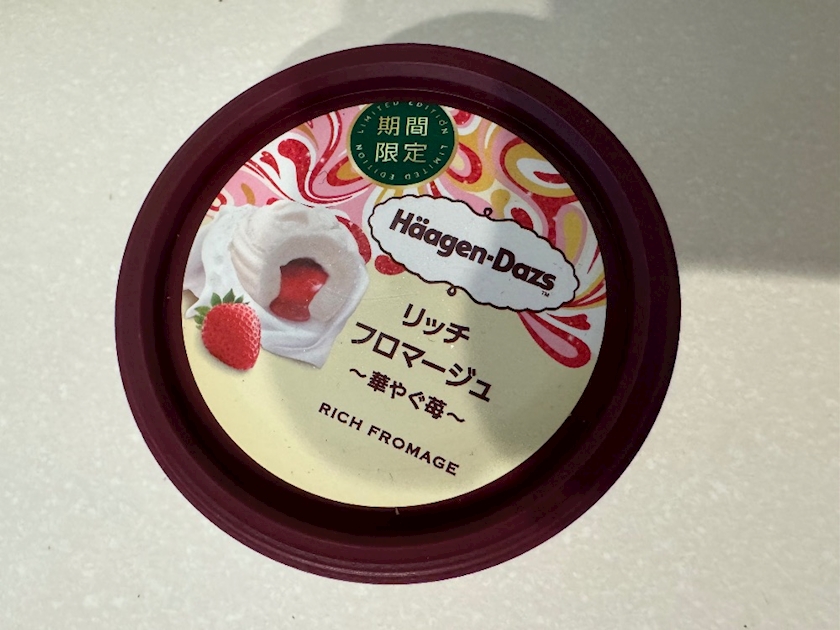 LIMITED EDITION LIMITED EDITION
期間
限定
Häagen-Dazs
TM
リッチ
フロマージュ
～華やぐ苺～
RICH FROMAGE